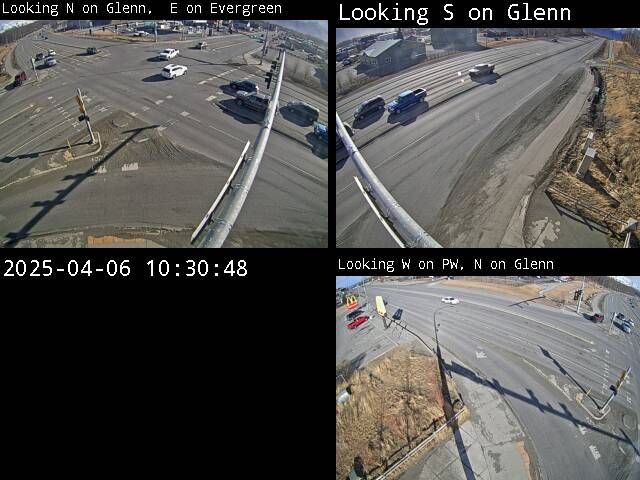 Looking N on Glenn,  E on Evergreen
Looking S on Glenn
2025-04-06 10:30:48
Looking W on PW, N on Glenn